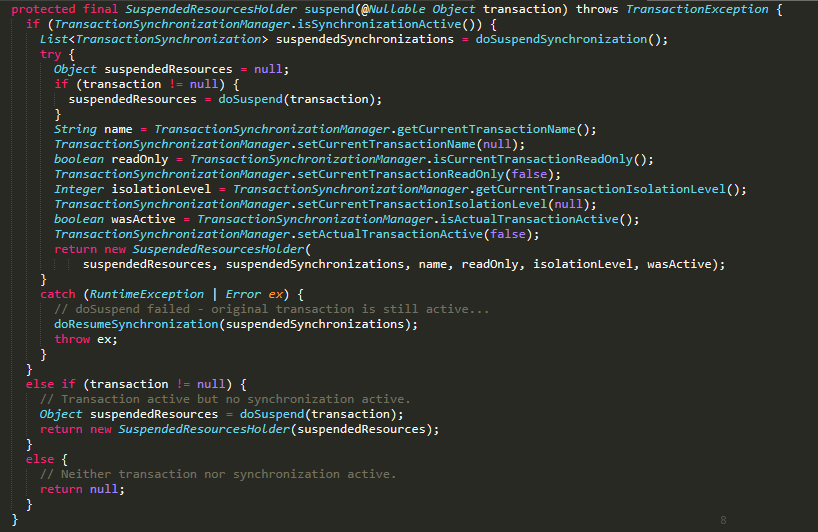 protected final SuspendedResourcesHolder suspend(@Nullable Object transaction) throws TransactionException {
if (TransactionSynchronizationManager.isSynchronizationActive()) {
List<TransactionSynchronization> suspendedSynchronizations = doSuspendSynchronization();
try {
Object suspendedResources = null;
if (transaction != null) {
suspendedResources = doSuspend(transaction);
}
String name = TransactionSynchronizationManager.getCurrentTransactionName();
TransactionSynchronizationManager.setCurrentTransactionName(null);
boolean readOnly = TransactionSynchronizationManager.isCurrentTransactionReadOnly();
TransactionSynchronizationManager.setCurrentTransactionReadOnly(false);
Integer isolationLevel = TransactionSynchronizationManager.getCurrentTransactionIsolationLevel();
TransactionSynchronizationManager.setCurrentTransactionIsolationLevel(null);
boolean wasActive = TransactionSynchronizationManager.isActualTransactionActive();
TransactionSynchronizationManager.setActualTransactionActive(false);
return new SuspendedResourcesHolder(
suspendedResources, suspendedSynchronizations, name, readOnly, isolationLevel, wasActive);
}
catch (RuntimeException | Error ex) {
// doSuspend failed - original transaction is still active...
doResumeSynchronization(suspendedSynchronizations);
throw ex;
}
}
else if (transaction != null) {
// Transaction active but no synchronization active.
Object suspendedResources = doSuspend(transaction);
return new SuspendedResourcesHolder(suspendedResources);
}
else {
// Neither transaction nor synchronization active.
return null;
}
}
8